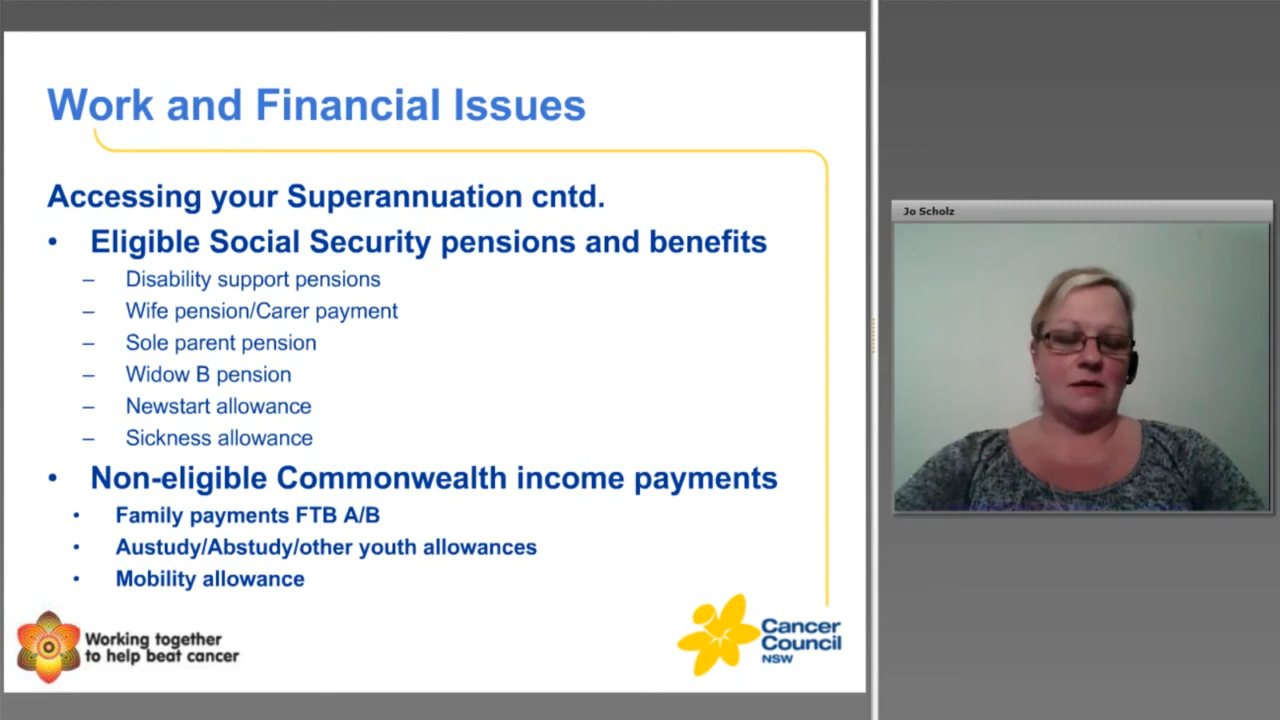 Work and Financial Issues
Accessing your Superannuation cntd.
• Eligible Social Security pensions and benefits
– Disability support pensions
– Wife pension/Carer payment
– Sole parent pension
– Widow B pension
– Newstart allowance
– Sickness allowance
• Non-eligible Commonwealth income payments
• Family payments FTB A/B
• Austudy/Abstudy/other youth allowances
• Mobility allowance
Working together
to help beat cancer
Cancer
Council
NSW
Jo Scholz